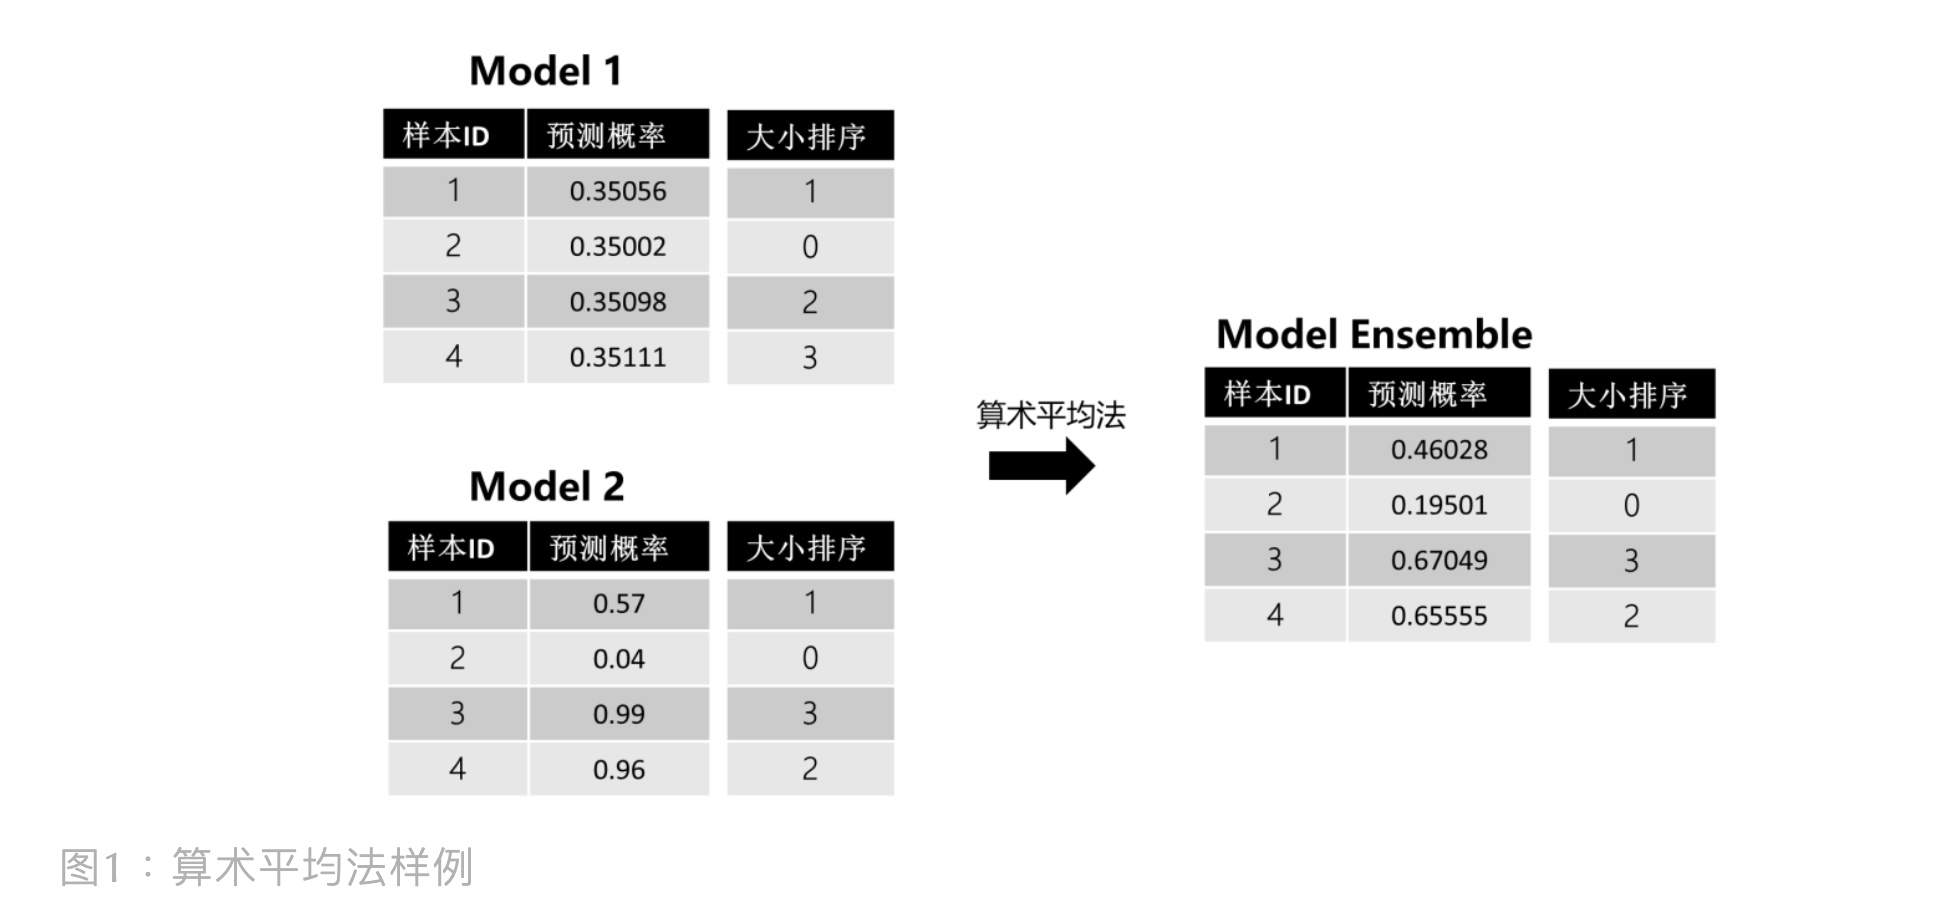 Model 1
样本ID 预测概率 大小排序
1 0.35056 1
2 0.35002 0
3 0.35098 2
4 0.35111 3
Model 2
样本ID 预测概率 大小排序
1 0.57 1
2 0.04 0
3 0.99 3
4 0.96 2
算术平均法
Model Ensemble
样本ID 预测概率 大小排序
1 0.46028 1
2 0.19501 0
3 0.67049 3
4 0.65555 2
图1：算术平均法样例